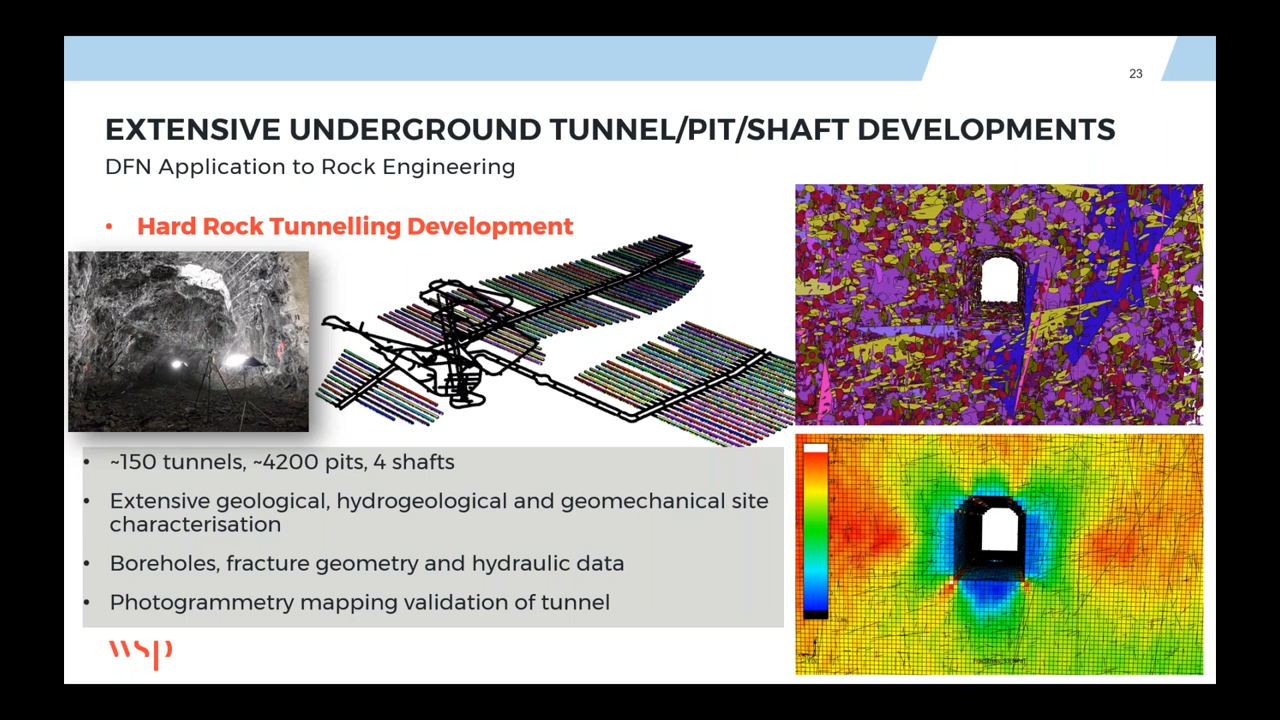 23
EXTENSIVE UNDERGROUND TUNNEL/PIT/SHAFT DEVELOPMENTS
DFN Application to Rock Engineering
• Hard Rock Tunnelling Development
• ~150 tunnels, ~4200 pits, 4 shafts
• Extensive geological, hydrogeological and geomechanical site
characterisation
• Boreholes, fracture geometry and hydraulic data
• Photogrammetry mapping validation of tunnel
wsp